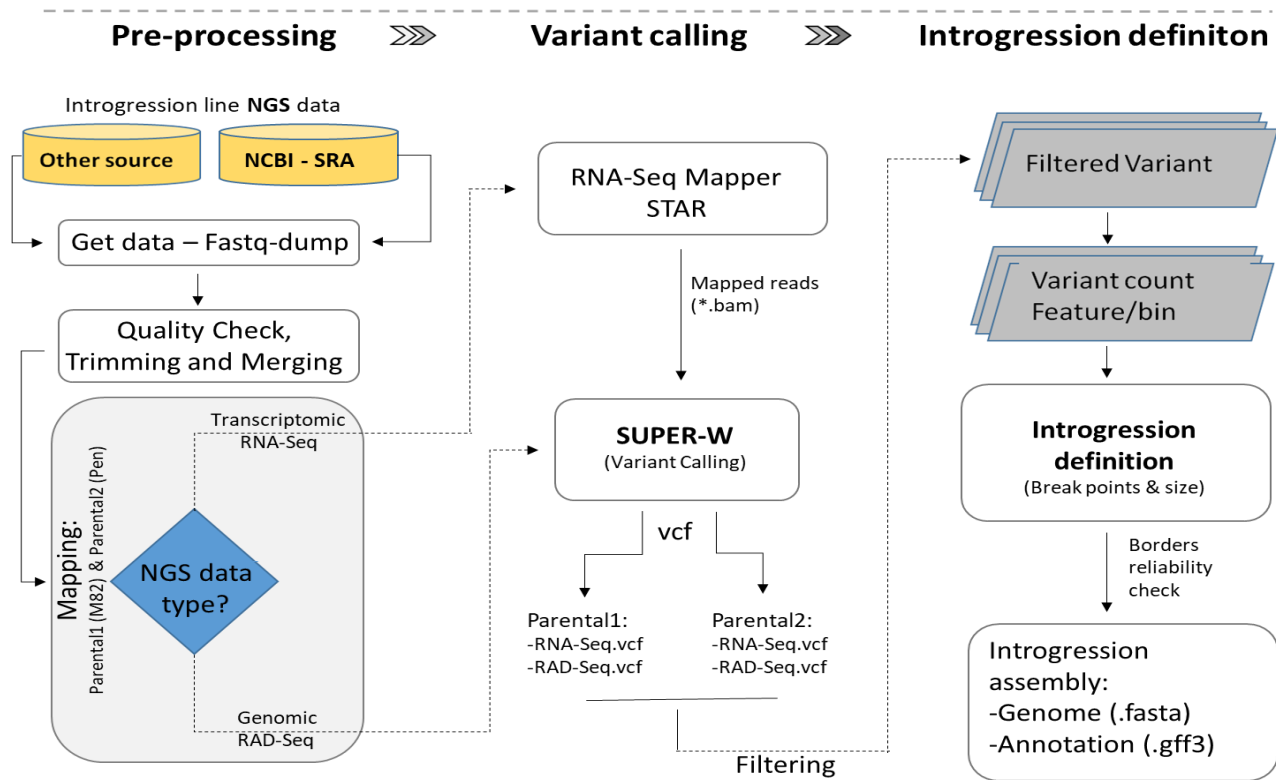 Pre-processing
Variant calling
Introgression definiton
Introgression line NGS data
Other source
NCBI - SRA
Get data – Fastq-dump
Quality Check,
Trimming and Merging
Mapping:
Parental1 (M82) & Parental2 (Pen)
Transcriptomic
RNA-Seq
NGS data
type?
Genomic
RAD-Seq
RNA-Seq Mapper
STAR
Mapped reads
(*.bam)
SUPER-W
(Variant Calling)
vcf
Parental1:
-RNA-Seq.vcf
-RAD-Seq.vcf
Parental2:
-RNA-Seq.vcf
-RAD-Seq.vcf
Filtering
Filtered Variant
Variant count
Feature/bin
Introgression
definition
(Break points & size)
Borders
reliability
check
Introgression
assembly:
-Genome (.fasta)
-Annotation (.gff3)